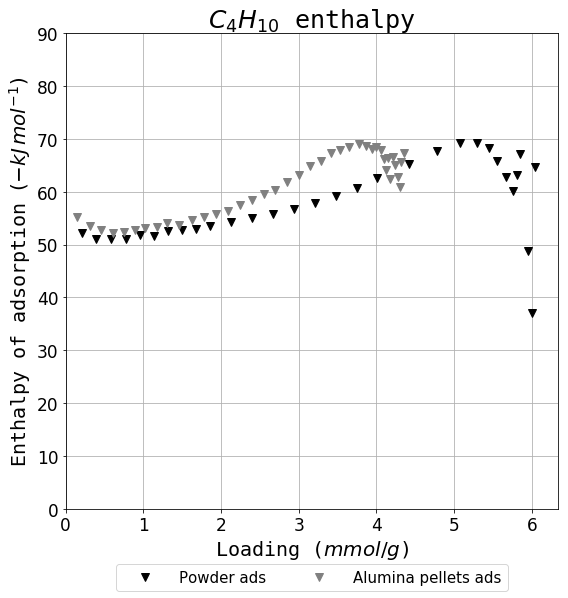 C₄H₁₀ enthalpy
Enthalpy of adsorption (−kJ mol⁻¹)
90
80
70
60
50
40
30
20
10
0
0 1 2 3 4 5 6
Loading (mmol/g)
Powder ads Alumina pellets ads